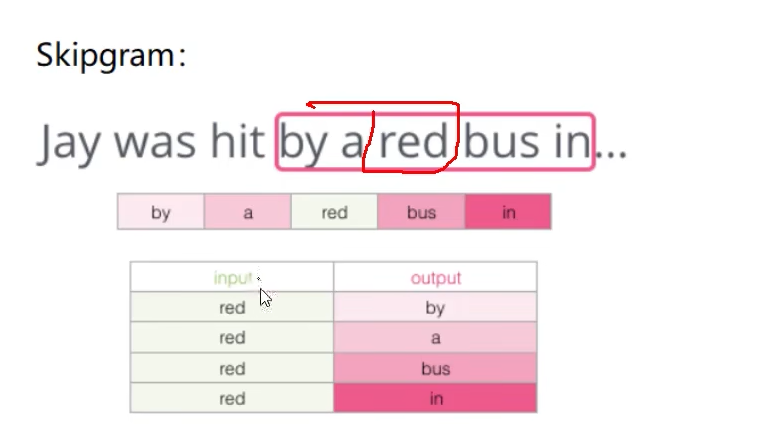 Skipgram:
Jay was hit by a red bus in...
by a red bus in
input output
red by
red a
red bus
red in